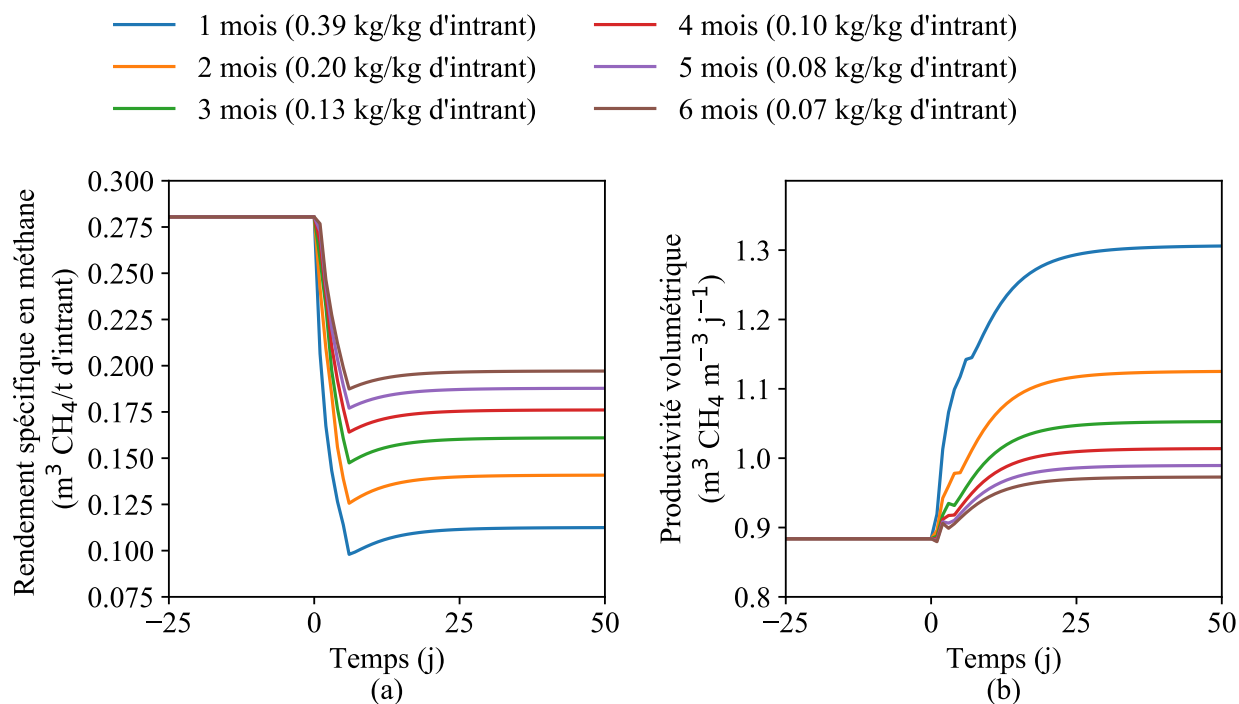 1 mois (0.39 kg/kg d'intrant)
2 mois (0.20 kg/kg d'intrant)
3 mois (0.13 kg/kg d'intrant)
4 mois (0.10 kg/kg d'intrant)
5 mois (0.08 kg/kg d'intrant)
6 mois (0.07 kg/kg d'intrant)
Rendement spécifique en méthane
(m³ CH₄/t d'intrant)
0.300
0.275
0.250
0.225
0.200
0.175
0.150
0.125
0.100
0.075
−25
0
25
50
Temps (j)
(a)
Productivité volumétrique
(m³ CH₄ m⁻³ j⁻¹)
1.3
1.2
1.1
1.0
0.9
0.8
−25
0
25
50
Temps (j)
(b)